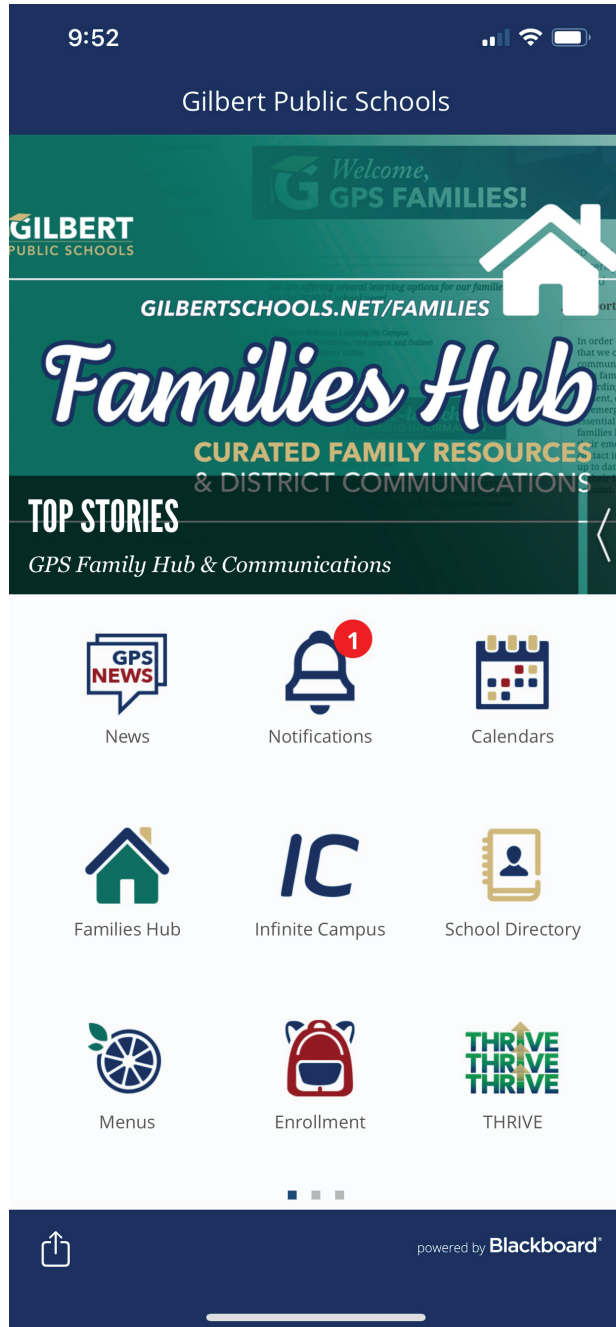 9:52
Gilbert Public Schools
Welcome,
GPS FAMILIES!
GILBERT
PUBLIC SCHOOLS
GILBERTSCHOOLS.NET/FAMILIES
Families Hub
CURATED FAMILY RESOURCES
& DISTRICT COMMUNICATIONS
TOP STORIES
GPS Family Hub & Communications
GPS
NEWS
1
News
Notifications
Calendars
IC
Families Hub
Infinite Campus
School Directory
THRIVE
THRIVE
THRIVE
Menus
Enrollment
THRIVE
powered by Blackboard